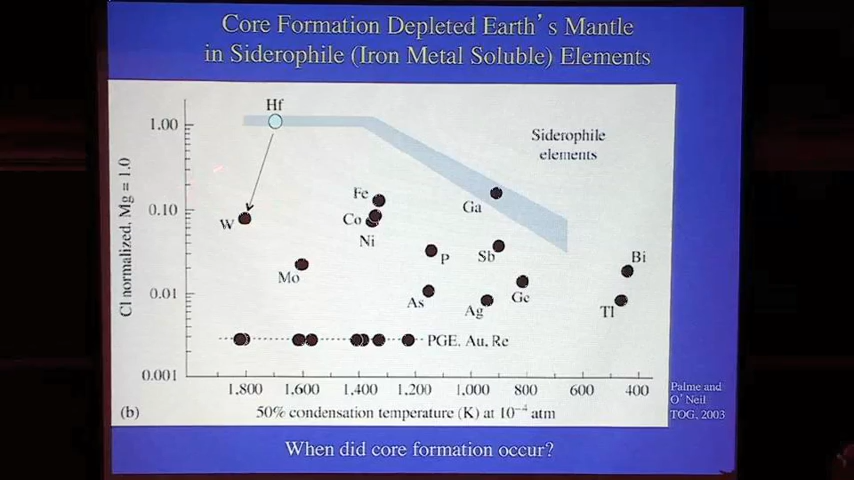 Core Formation Depleted Earth's Mantle
in Siderophile (Iron Metal Soluble) Elements
Hf
1.00
Siderophile
elements
Fe
0.10
Ga
Co
W
Ni
Sb
Bi
P
Mo
CI normalized, Mg = 1.0
0.01
As
Ag
Ge
Tl
PGE, Au, Re
0.001
1,800 1,600 1,400 1,200 1,000 800 600 400
(b) 50% condensation temperature (K) at 10⁻⁴ atm
Palme and
O'Neil
TOG, 2003
When did core formation occur?